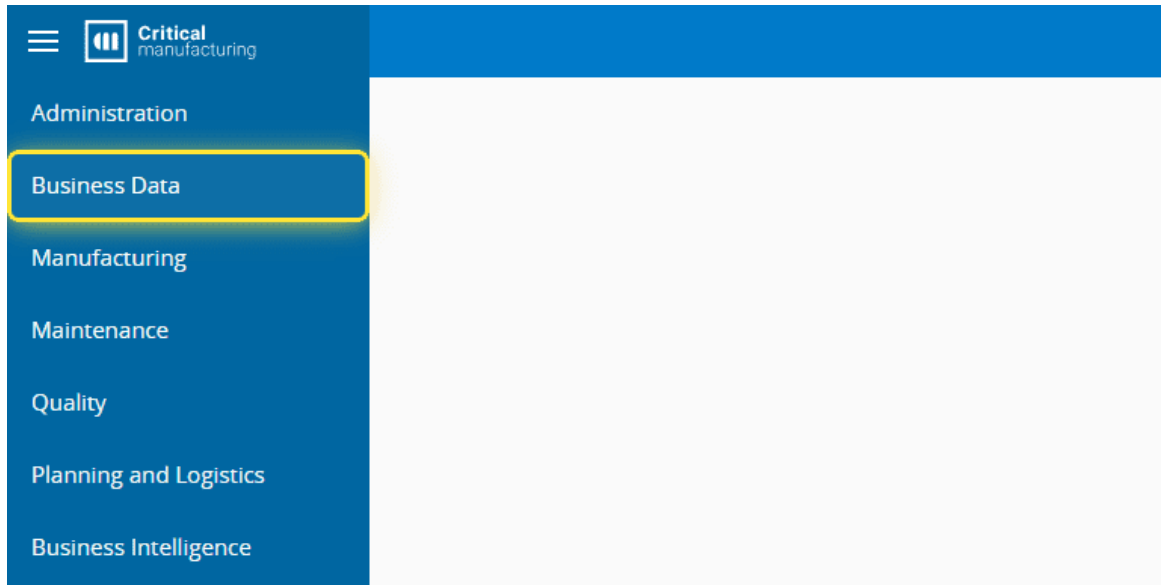 Critical
manufacturing
Administration
Business Data
Manufacturing
Maintenance
Quality
Planning and Logistics
Business Intelligence